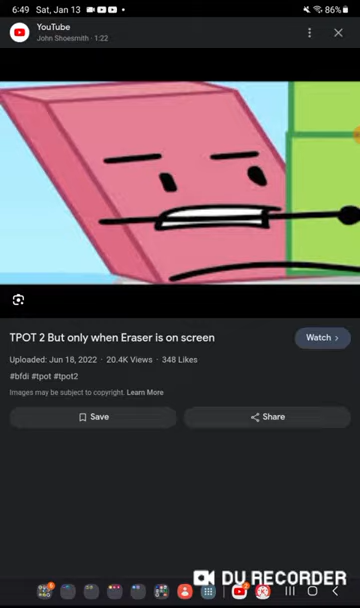 6:49 Sat, Jan 13 86%
YouTube
John Shoesmith · 1:22
TPOT 2 But only when Eraser is on screen
Watch
Uploaded: Jun 18, 2022 · 20.4K Views · 348 Likes
#bfdi #tpot #tpot2
Images may be subject to copyright. Learn More
Save
Share
DU RECORDER